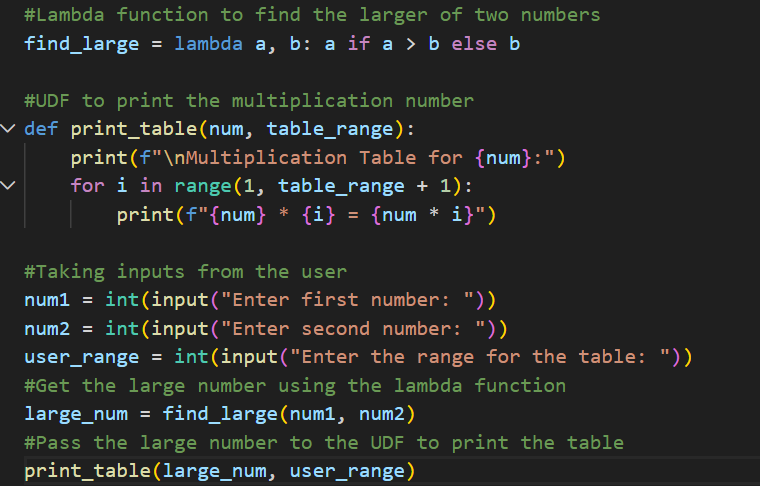 #Lambda function to find the larger of two numbers
find_large = lambda a, b: a if a > b else b
#UDF to print the multiplication number
def print_table(num, table_range):
    print(f"\nMultiplication Table for {num}:")
    for i in range(1, table_range + 1):
        print(f"{num} * {i} = {num * i}")
#Taking inputs from the user
num1 = int(input("Enter first number: "))
num2 = int(input("Enter second number: "))
user_range = int(input("Enter the range for the table: "))
#Get the large number using the lambda function
large_num = find_large(num1, num2)
#Pass the large number to the UDF to print the table
print_table(large_num, user_range)